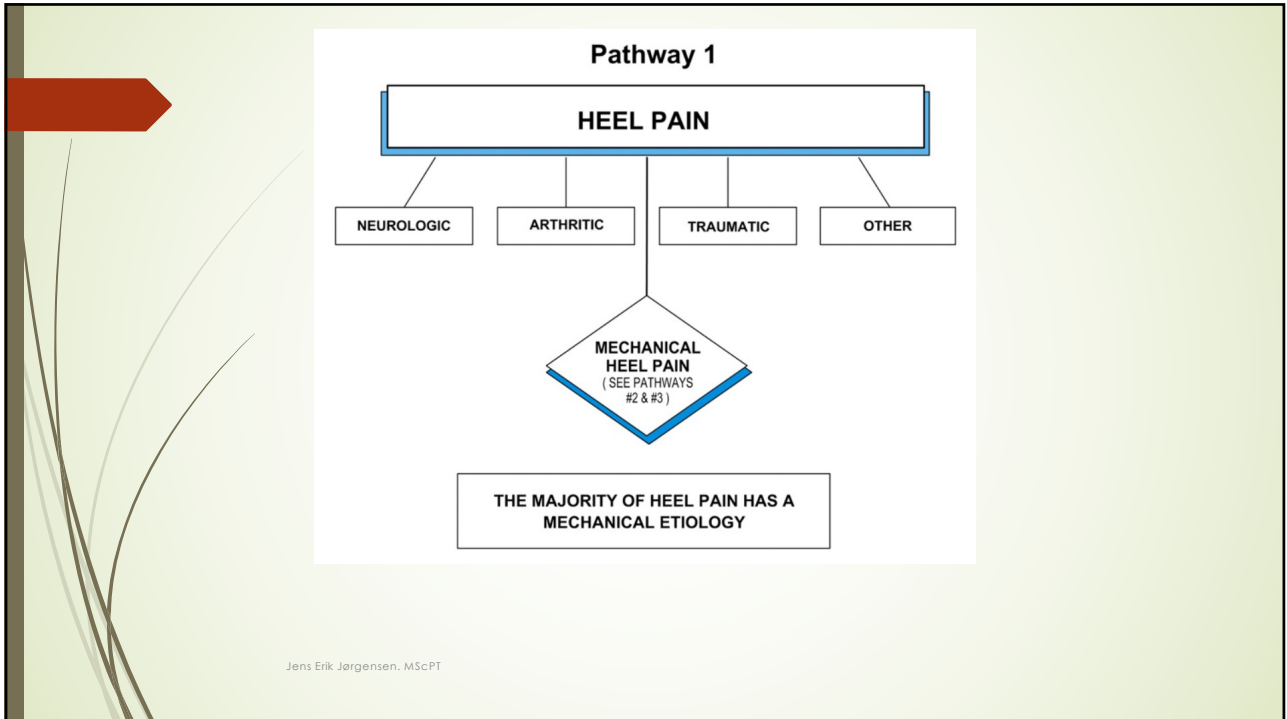 Pathway 1
HEEL PAIN
NEUROLOGIC
ARTHRITIC
TRAUMATIC
OTHER
MECHANICAL
HEEL PAIN
( SEE PATHWAYS
#2 & #3 )
THE MAJORITY OF HEEL PAIN HAS A
MECHANICAL ETIOLOGY
Jens Erik Jørgensen. MScPT